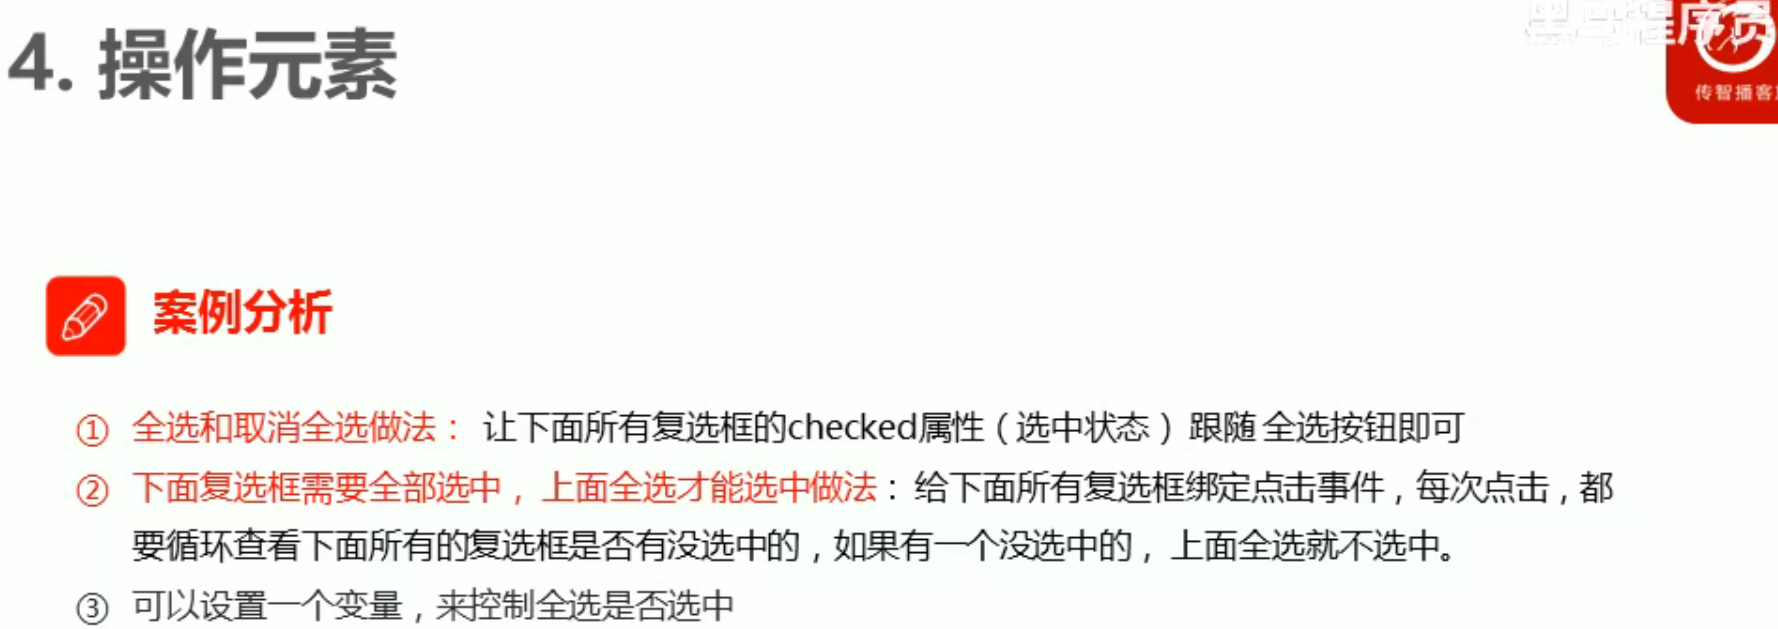 黑马程序员
4. 操作元素
传智播客
案例分析
① 全选和取消全选做法： 让下面所有复选框的checked属性（选中状态）跟随 全选按钮即可
② 下面复选框需要全部选中，上面全选才能选中做法：给下面所有复选框绑定点击事件，每次点击，都
要循环查看下面所有的复选框是否有没选中的，如果有一个没选中的，上面全选就不选中。
③ 可以设置一个变量，来控制全选是否选中